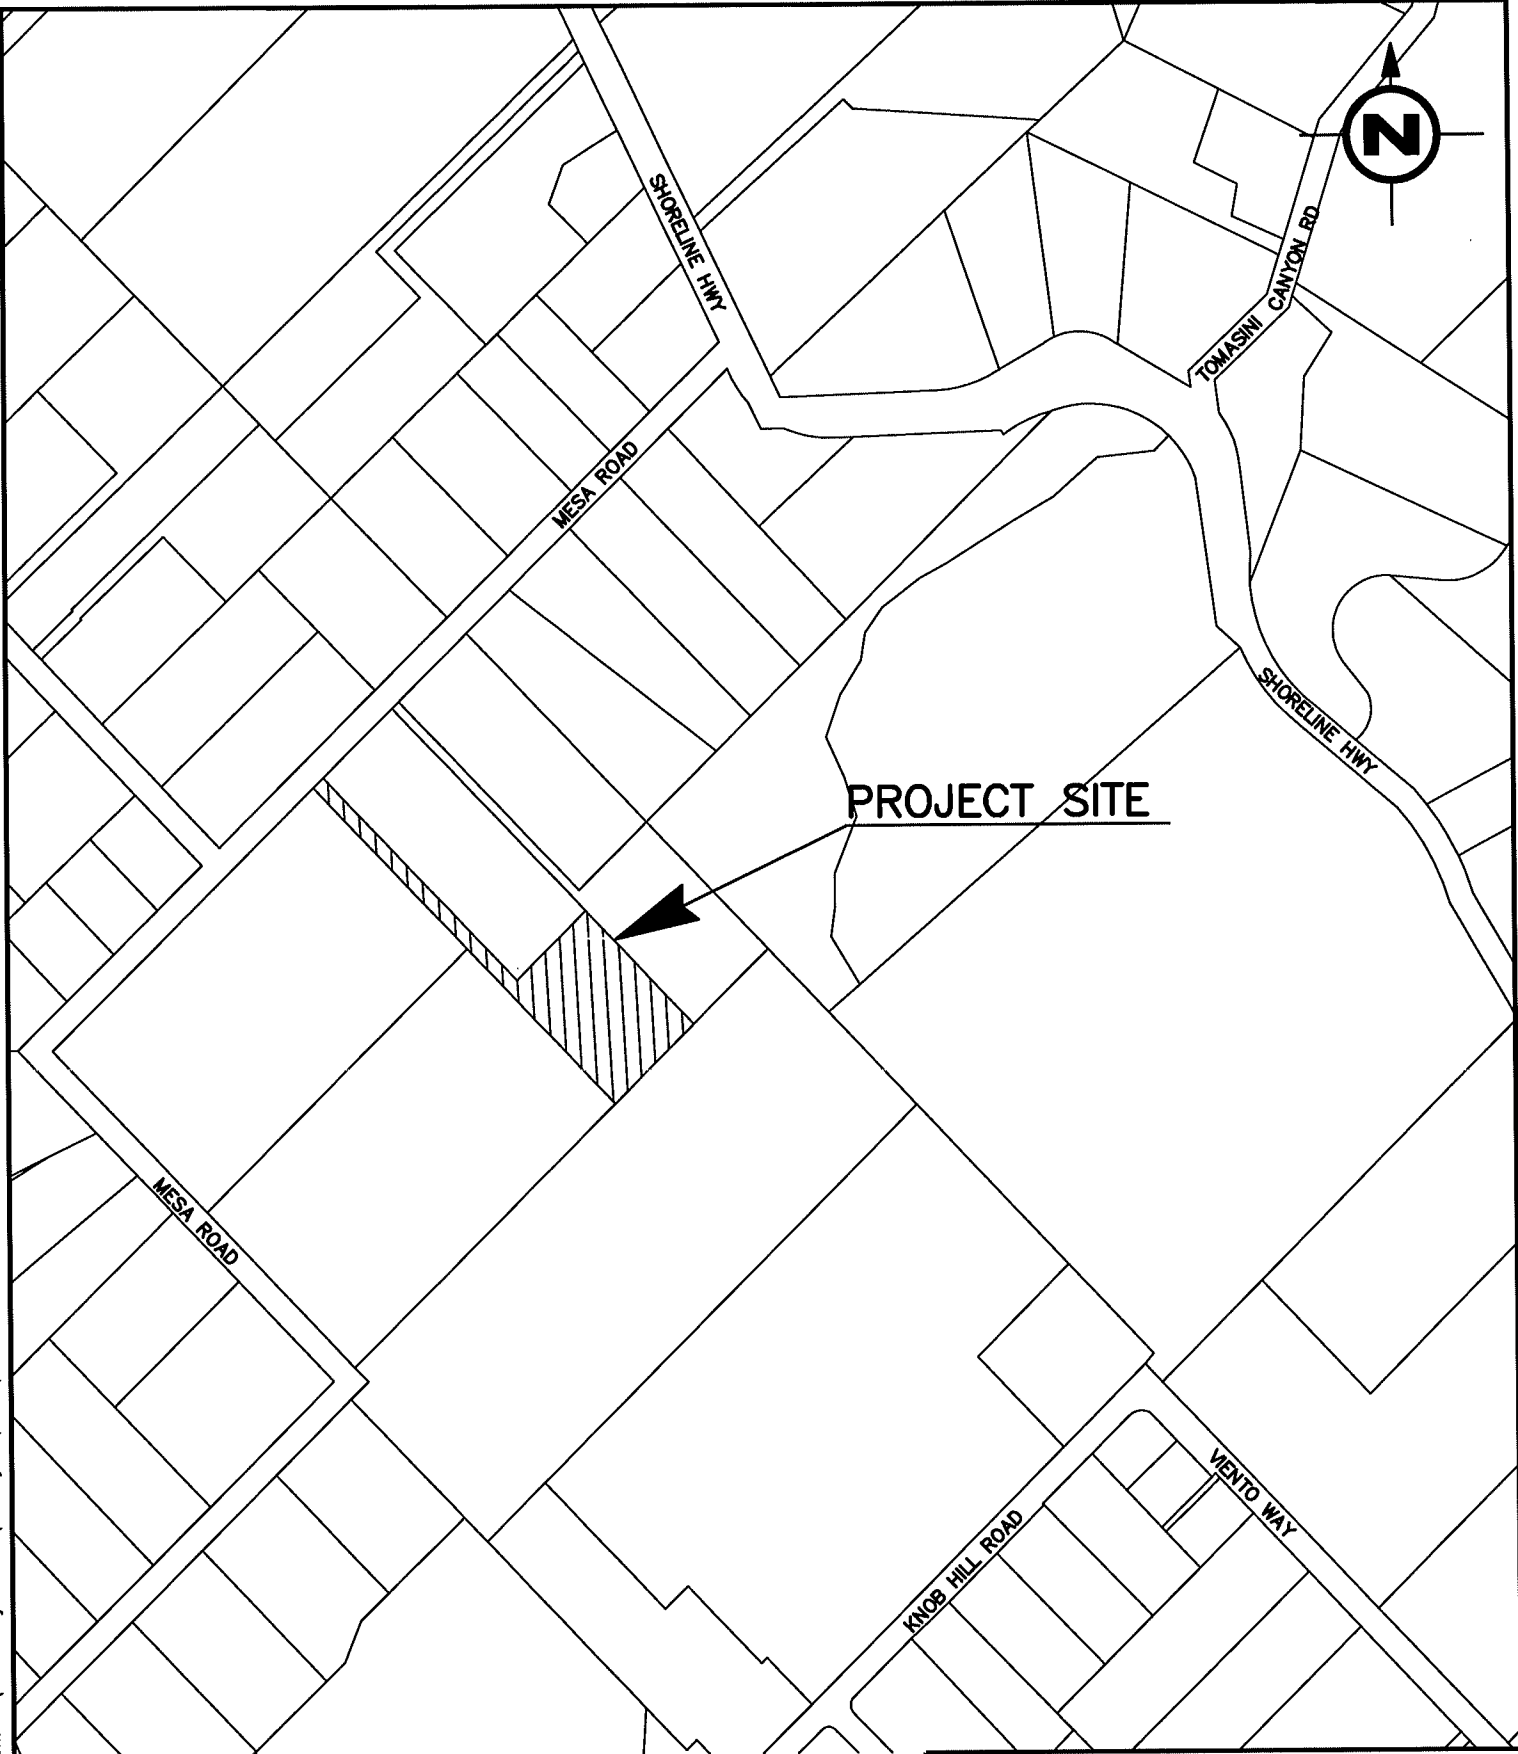 N
SHORELINE HWY
TOMASINI CANYON RD
MESA ROAD
SHORELINE HWY
PROJECT SITE
MESA ROAD
VIENTO WAY
KNOB HILL ROAD